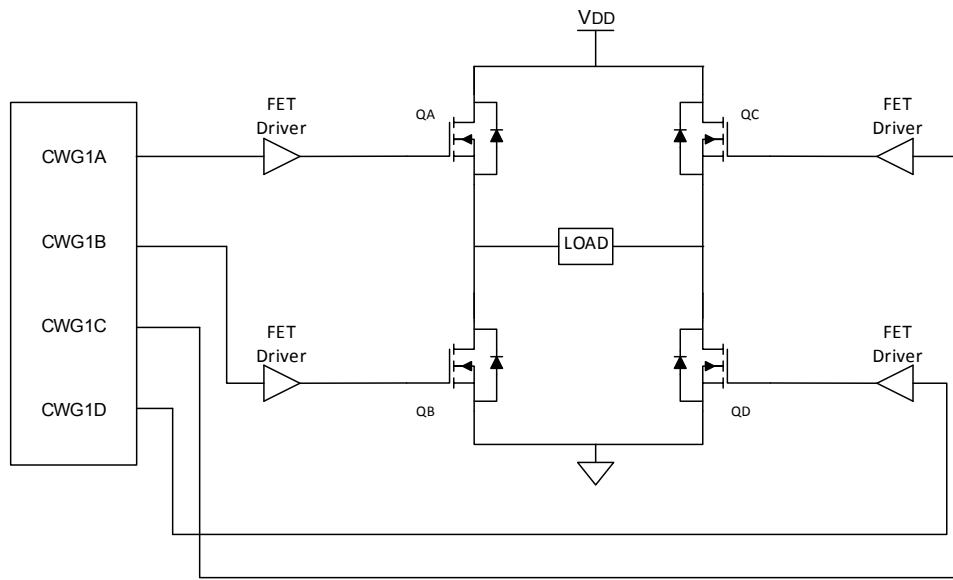 VDD
FET
Driver
QA
QC
FET
Driver
CWG1A
CWG1B
LOAD
CWG1C
FET
Driver
FET
Driver
CWG1D
QB
QD